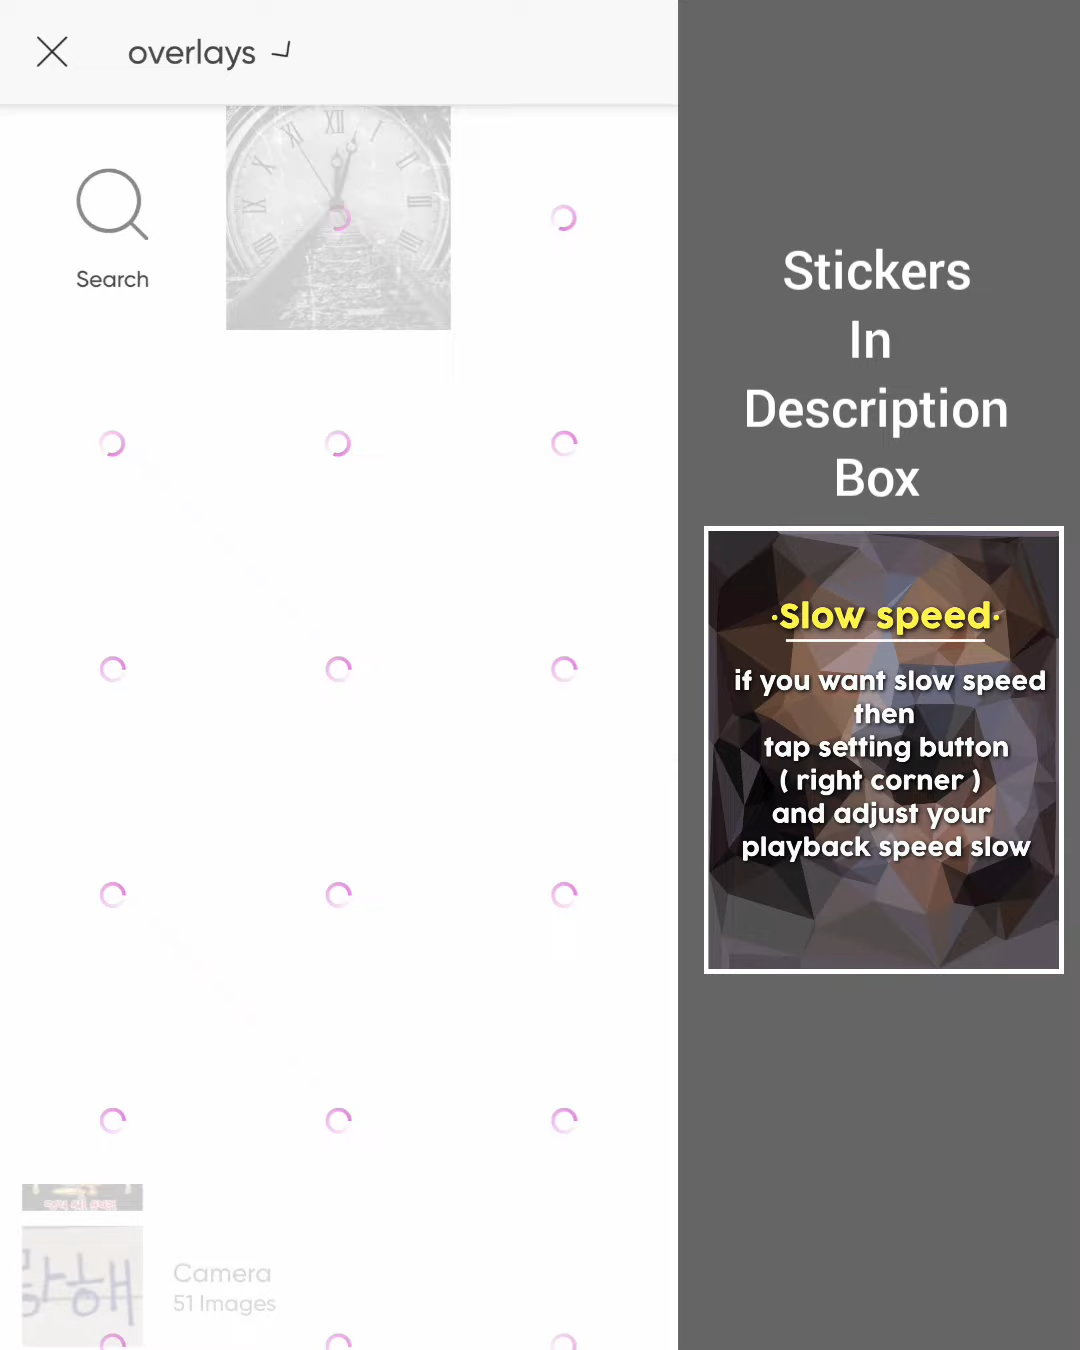 overlays
XII
Search
Camera
51 Images
Stickers
In
Description
Box
·Slow speed·
if you want slow speed
then
tap setting button
( right corner )
and adjust your
playback speed slow